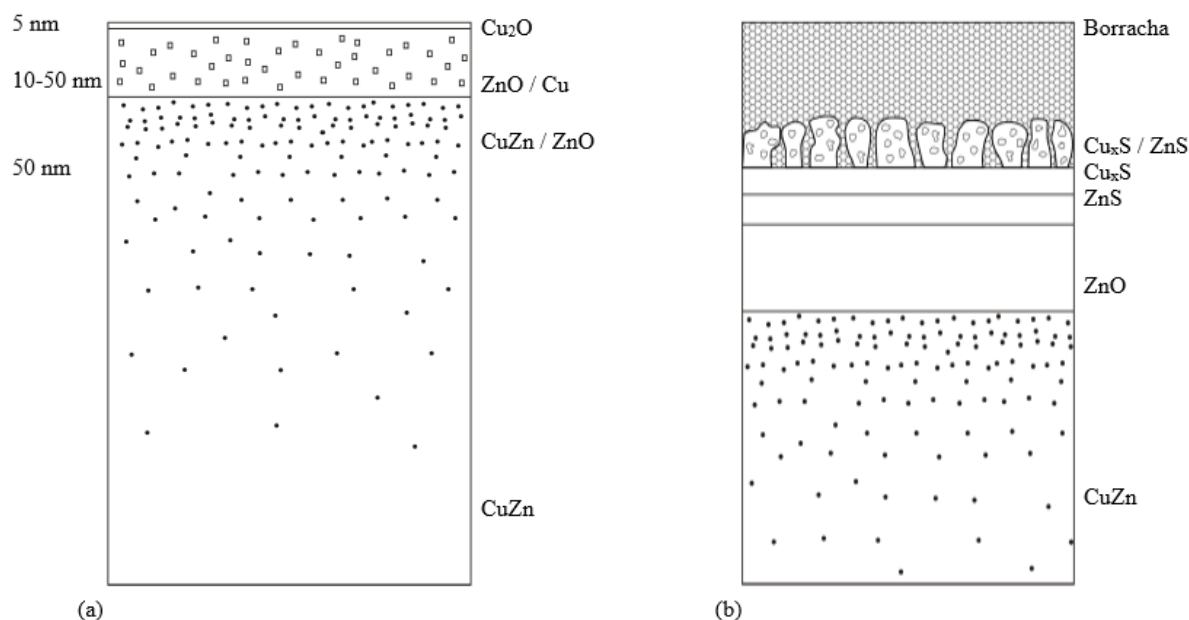 5 nm
Cu₂O
10-50 nm
ZnO / Cu
CuZn / ZnO
50 nm
CuZn
(a)
Borracha
CuₓS / ZnS
CuₓS
ZnS
ZnO
CuZn
(b)